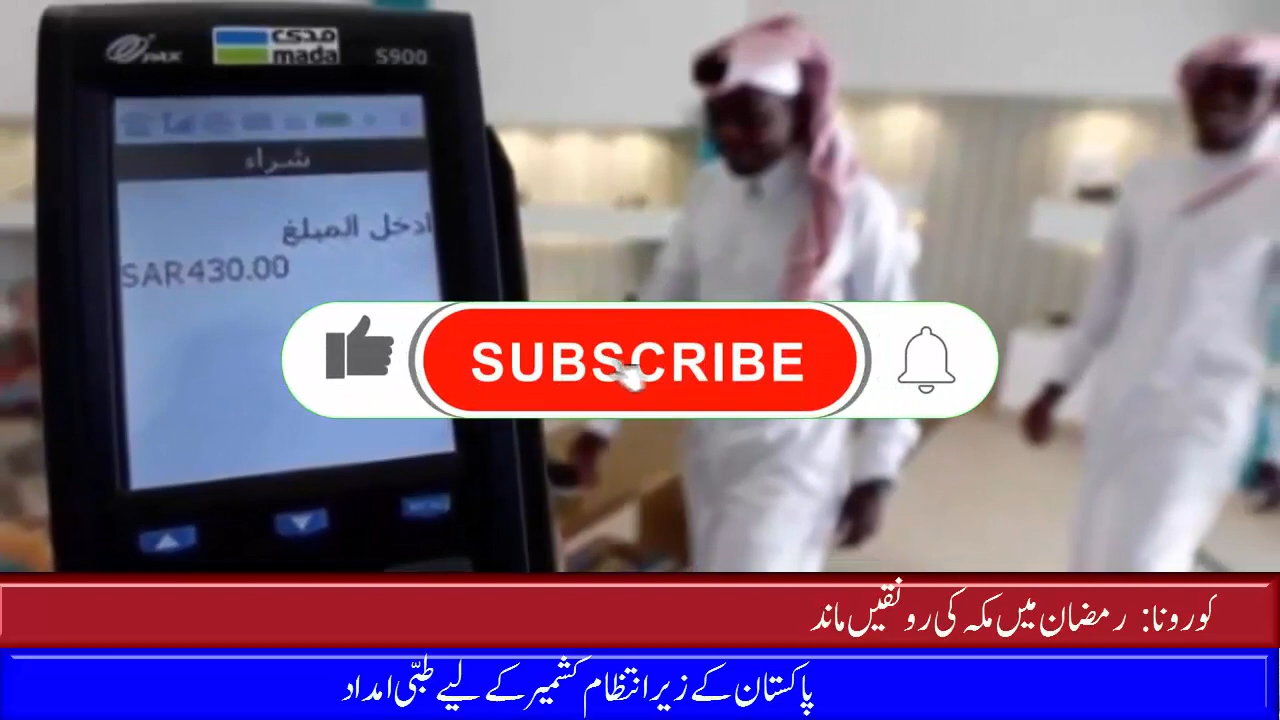 PAX
مدى
mada
S900
شراء
ادخل المبلغ
SAR430.00
MENU
SUBSCRIBE
کورونا: رمضان میں مکہ کی رونقیں ماند
پاکستان کے زیر انتظام کشمیر کے لیے طبّی امداد